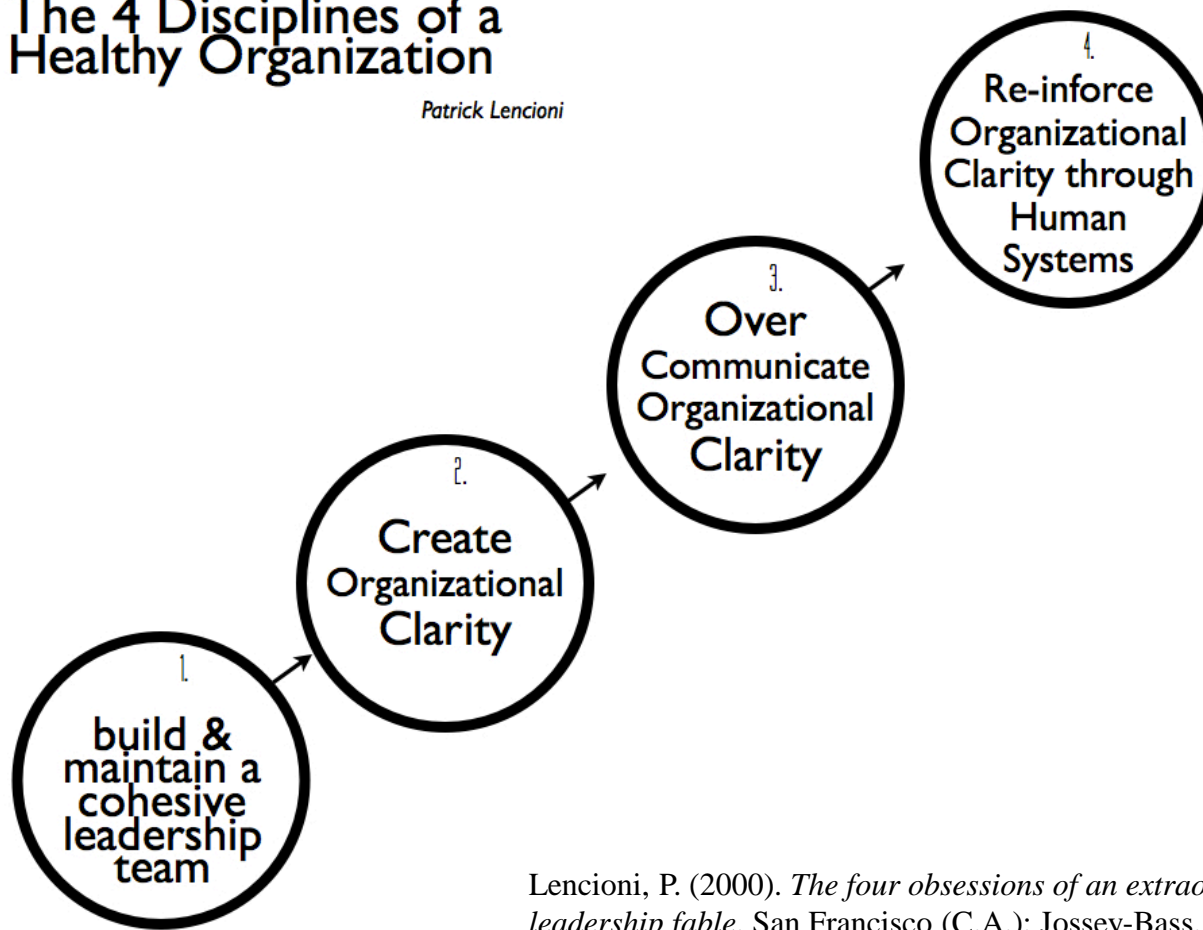 The 4 Disciplines of a
Healthy Organization
Patrick Lencioni
4.
Re-inforce
Organizational
Clarity through
Human
Systems
3.
Over
Communicate
Organizational
Clarity
2.
Create
Organizational
Clarity
1.
build &
maintain a
cohesive
leadership
team
Lencioni, P. (2000). The four obsessions of an
leadership fable. San Francisco (C.A.): Jossey-Bass